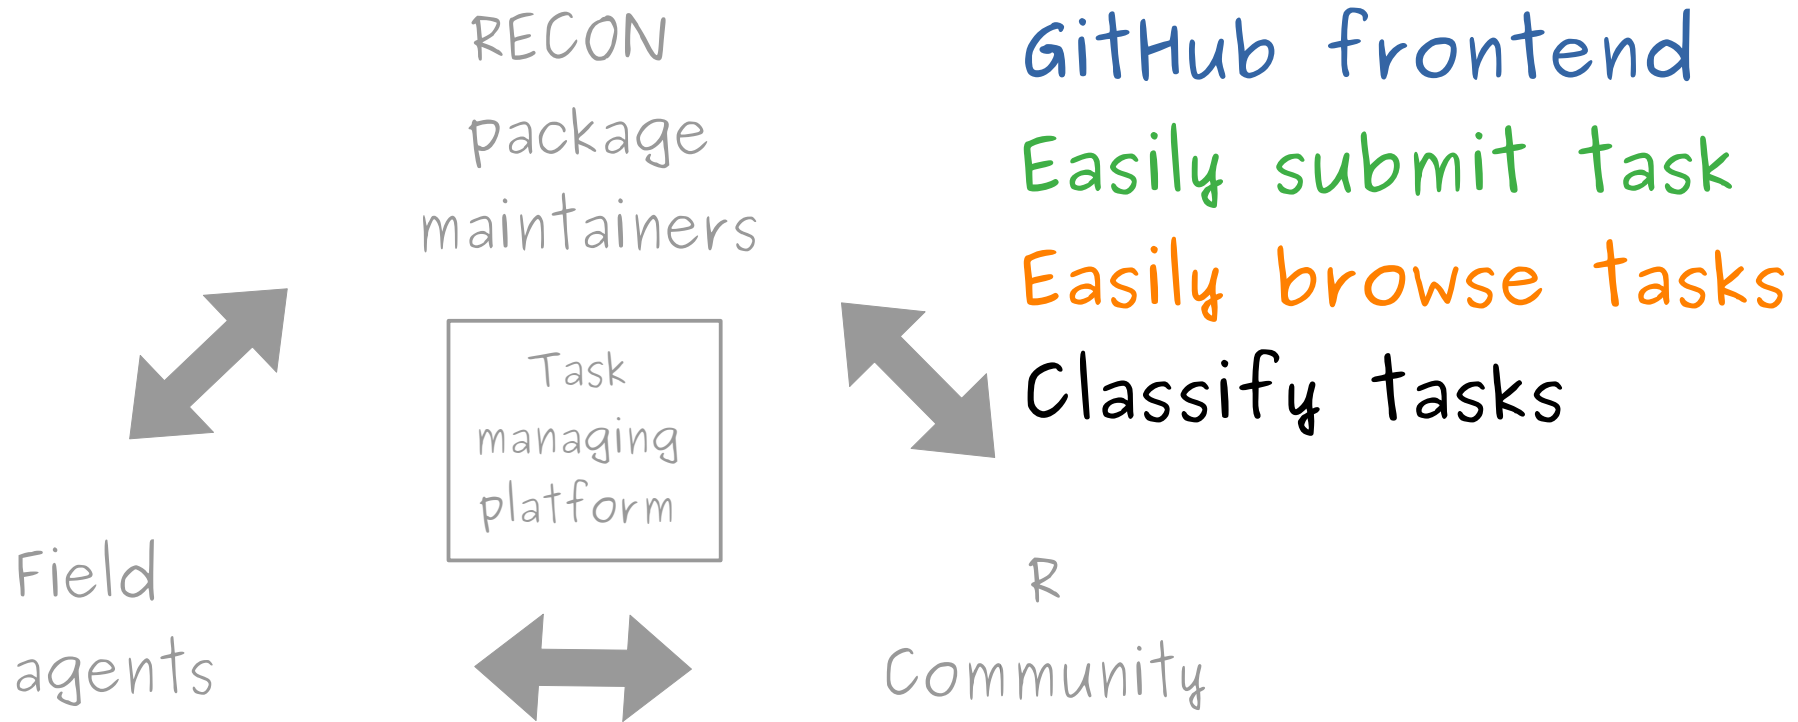 RECON
package
maintainers
GitHub frontend
Easily submit task
Easily browse tasks
Classify tasks
Task
managing
platform
Field
agents
R
Community